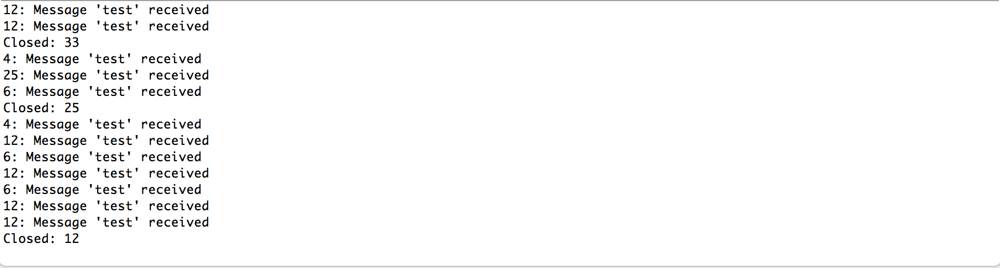 12: Message 'test' received
12: Message 'test' received
Closed: 33
4: Message 'test' received
25: Message 'test' received
6: Message 'test' received
Closed: 25
4: Message 'test' received
12: Message 'test' received
6: Message 'test' received
12: Message 'test' received
6: Message 'test' received
12: Message 'test' received
12: Message 'test' received
Closed: 12